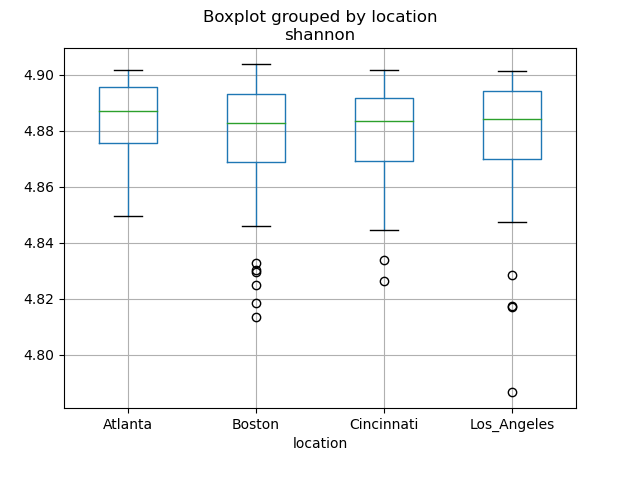 Boxplot grouped by location
shannon
4.90
4.88
4.86
4.84
4.82
4.80
Atlanta
Boston
Cincinnati
Los_Angeles
location